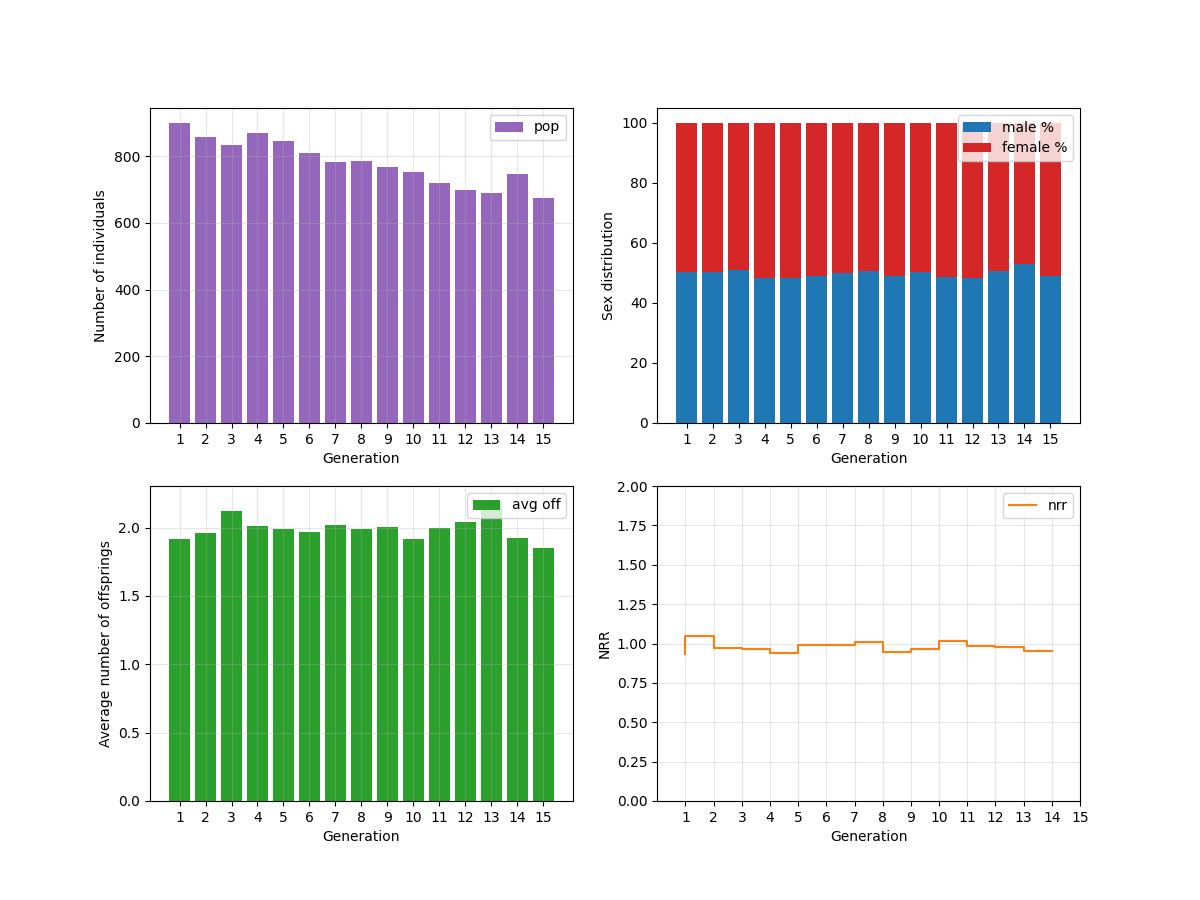 pop
800
600
400
200
0
Number of individuals
1 2 3 4 5 6 7 8 9 10 11 12 13 14 15
Generation
male %
female %
100
80
60
40
20
0
Sex distribution
1 2 3 4 5 6 7 8 9 10 11 12 13 14 15
Generation
avg off
2.0
1.5
1.0
0.5
0.0
Average number of offsprings
1 2 3 4 5 6 7 8 9 10 11 12 13 14 15
Generation
nrr
2.00
1.75
1.50
1.25
1.00
0.75
0.50
0.25
0.00
NRR
1 2 3 4 5 6 7 8 9 10 11 12 13 14 15
Generation